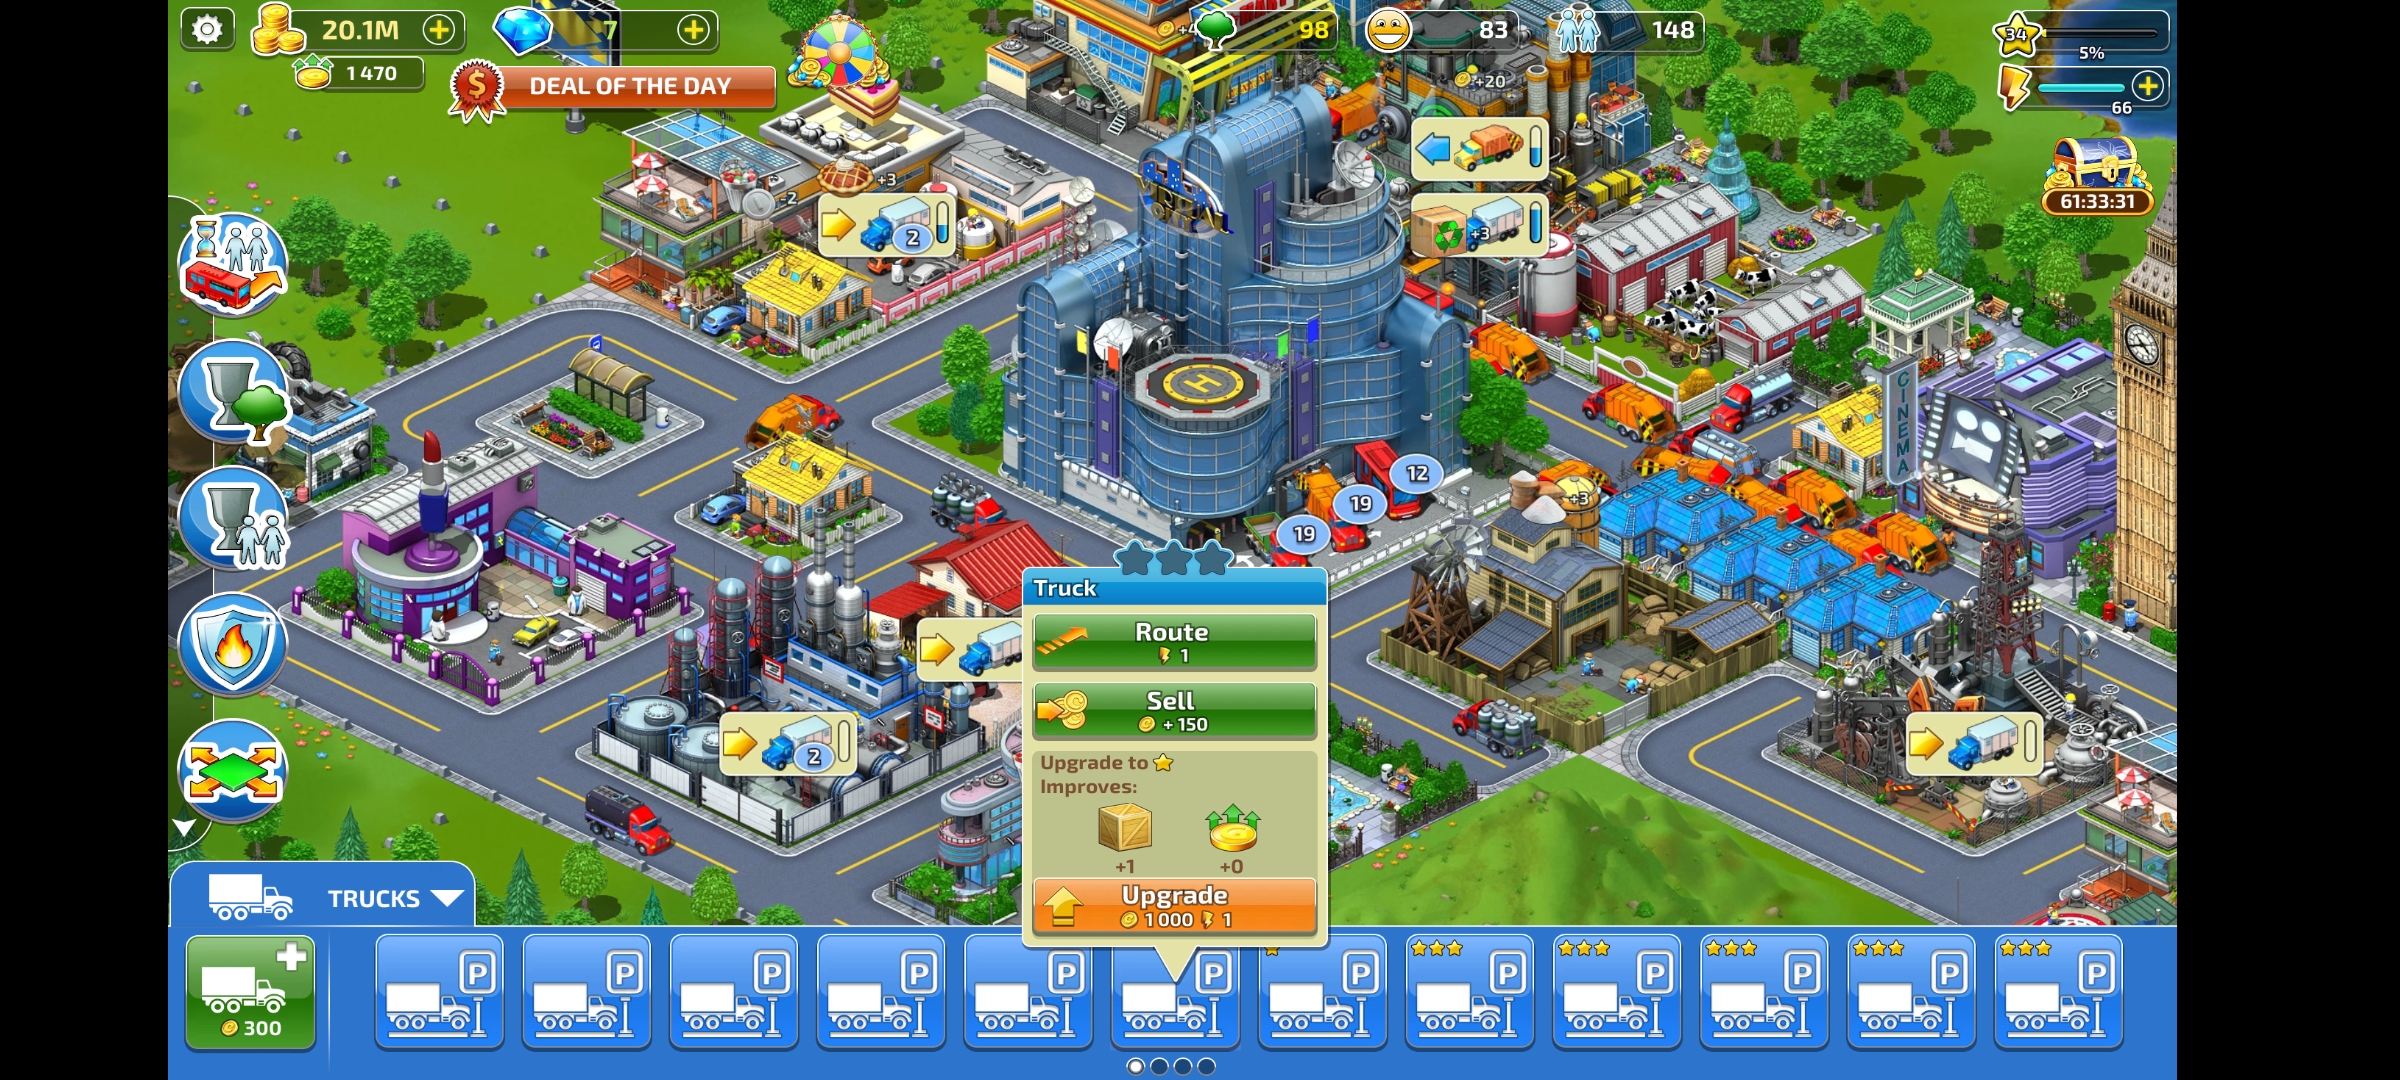 20.1M
7
98
83
148
34
5%
1 470
DEAL OF THE DAY
66
+4
+20
61:33:31
-2
+3
2
+3
H
CINEMA
12
19
19
+3
2
Truck
Route
1
Sell
+ 150
Upgrade to
Improves:
+1
+0
Upgrade
1 000 1
TRUCKS
300
P
P
P
P
P
P
P
P
P
P
P
P